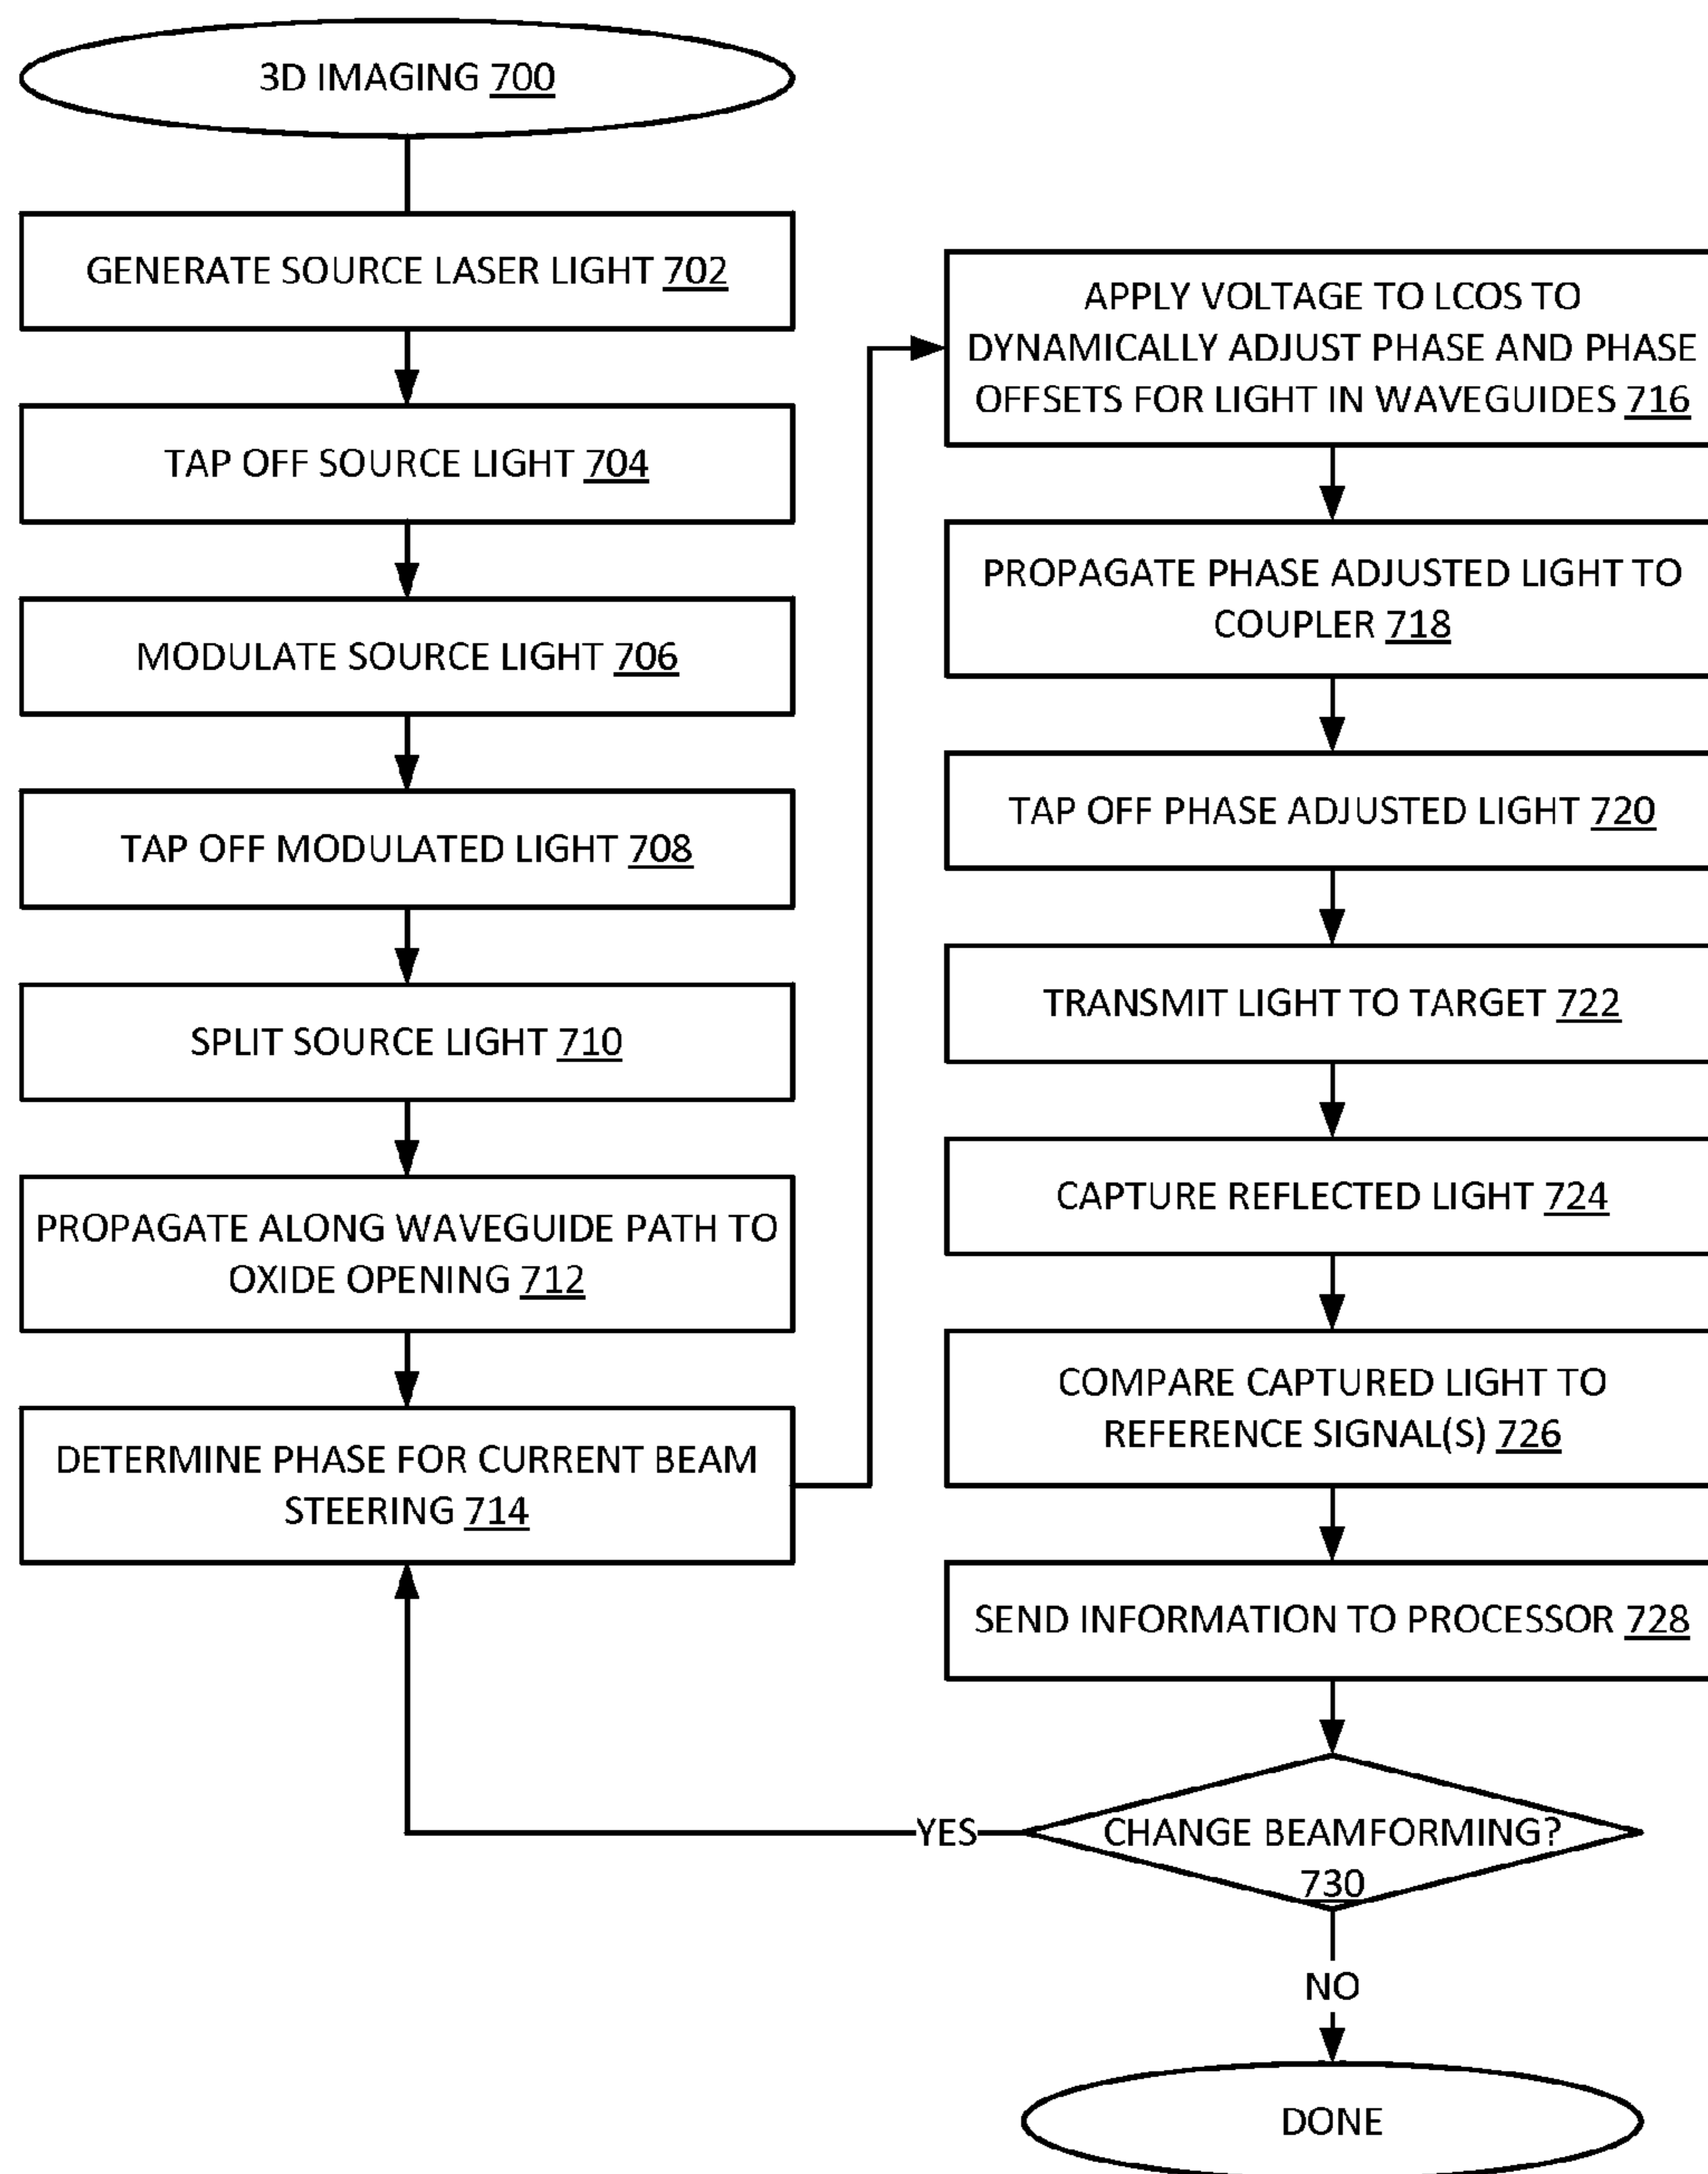 3D IMAGING 700
GENERATE SOURCE LASER LIGHT 702
TAP OFF SOURCE LIGHT 704
MODULATE SOURCE LIGHT 706
TAP OFF MODULATED LIGHT 708
SPLIT SOURCE LIGHT 710
PROPAGATE ALONG WAVEGUIDE PATH TO
OXIDE OPENING 712
DETERMINE PHASE FOR CURRENT BEAM
STEERING 714
APPLY VOLTAGE TO LCOS TO
DYNAMICALLY ADJUST PHASE AND PHASE
OFFSETS FOR LIGHT IN WAVEGUIDES 716
PROPAGATE PHASE ADJUSTED LIGHT TO
COUPLER 718
TAP OFF PHASE ADJUSTED LIGHT 720
TRANSMIT LIGHT TO TARGET 722
CAPTURE REFLECTED LIGHT 724
COMPARE CAPTURED LIGHT TO
REFERENCE SIGNAL(S) 726
SEND INFORMATION TO PROCESSOR 728
CHANGE BEAMFORMING?
730
YES
NO
DONE